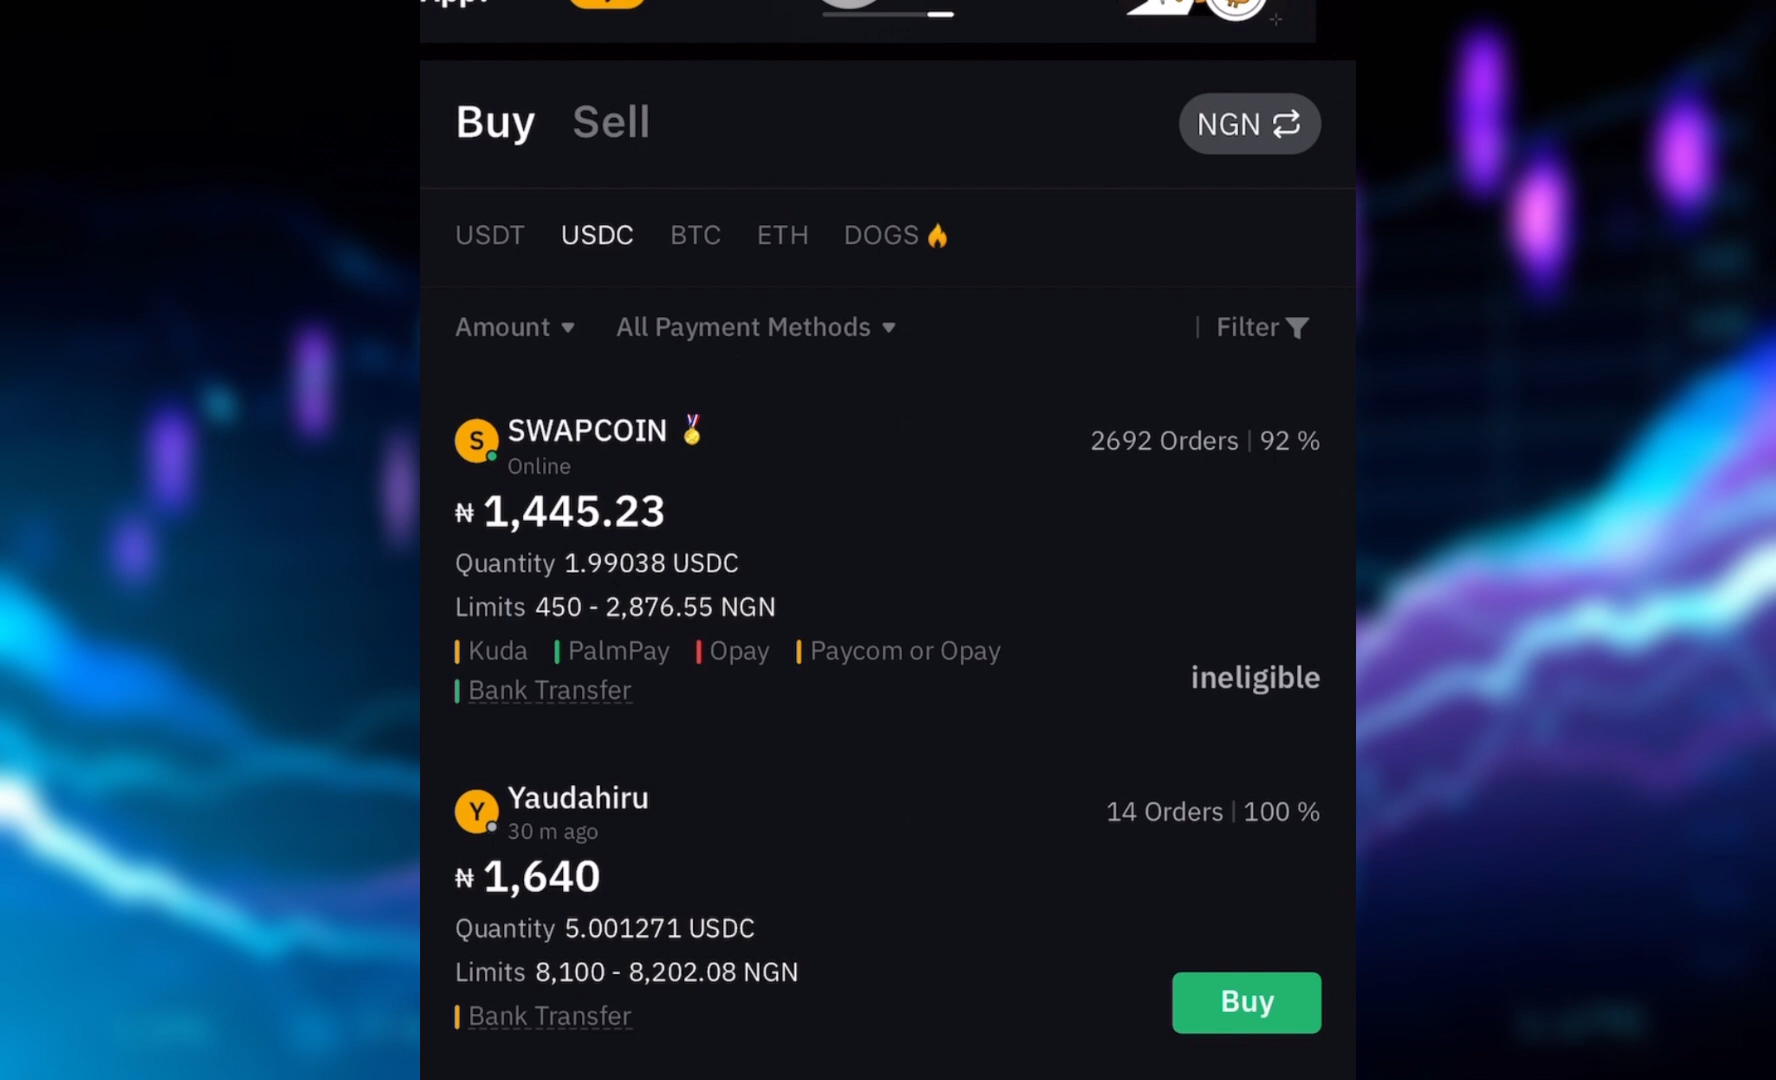 Buy Sell NGN
USDT USDC BTC ETH DOGS
Amount All Payment Methods | Filter
S SWAPCOIN 2692 Orders | 92 %
Online
₦ 1,445.23
Quantity 1.99038 USDC
Limits 450 - 2,876.55 NGN
Kuda PalmPay Opay Paycom or Opay
ineligible
Bank Transfer
Y Yaudahiru 14 Orders | 100 %
30 m ago
₦ 1,640
Quantity 5.001271 USDC
Limits 8,100 - 8,202.08 NGN
Buy
Bank Transfer